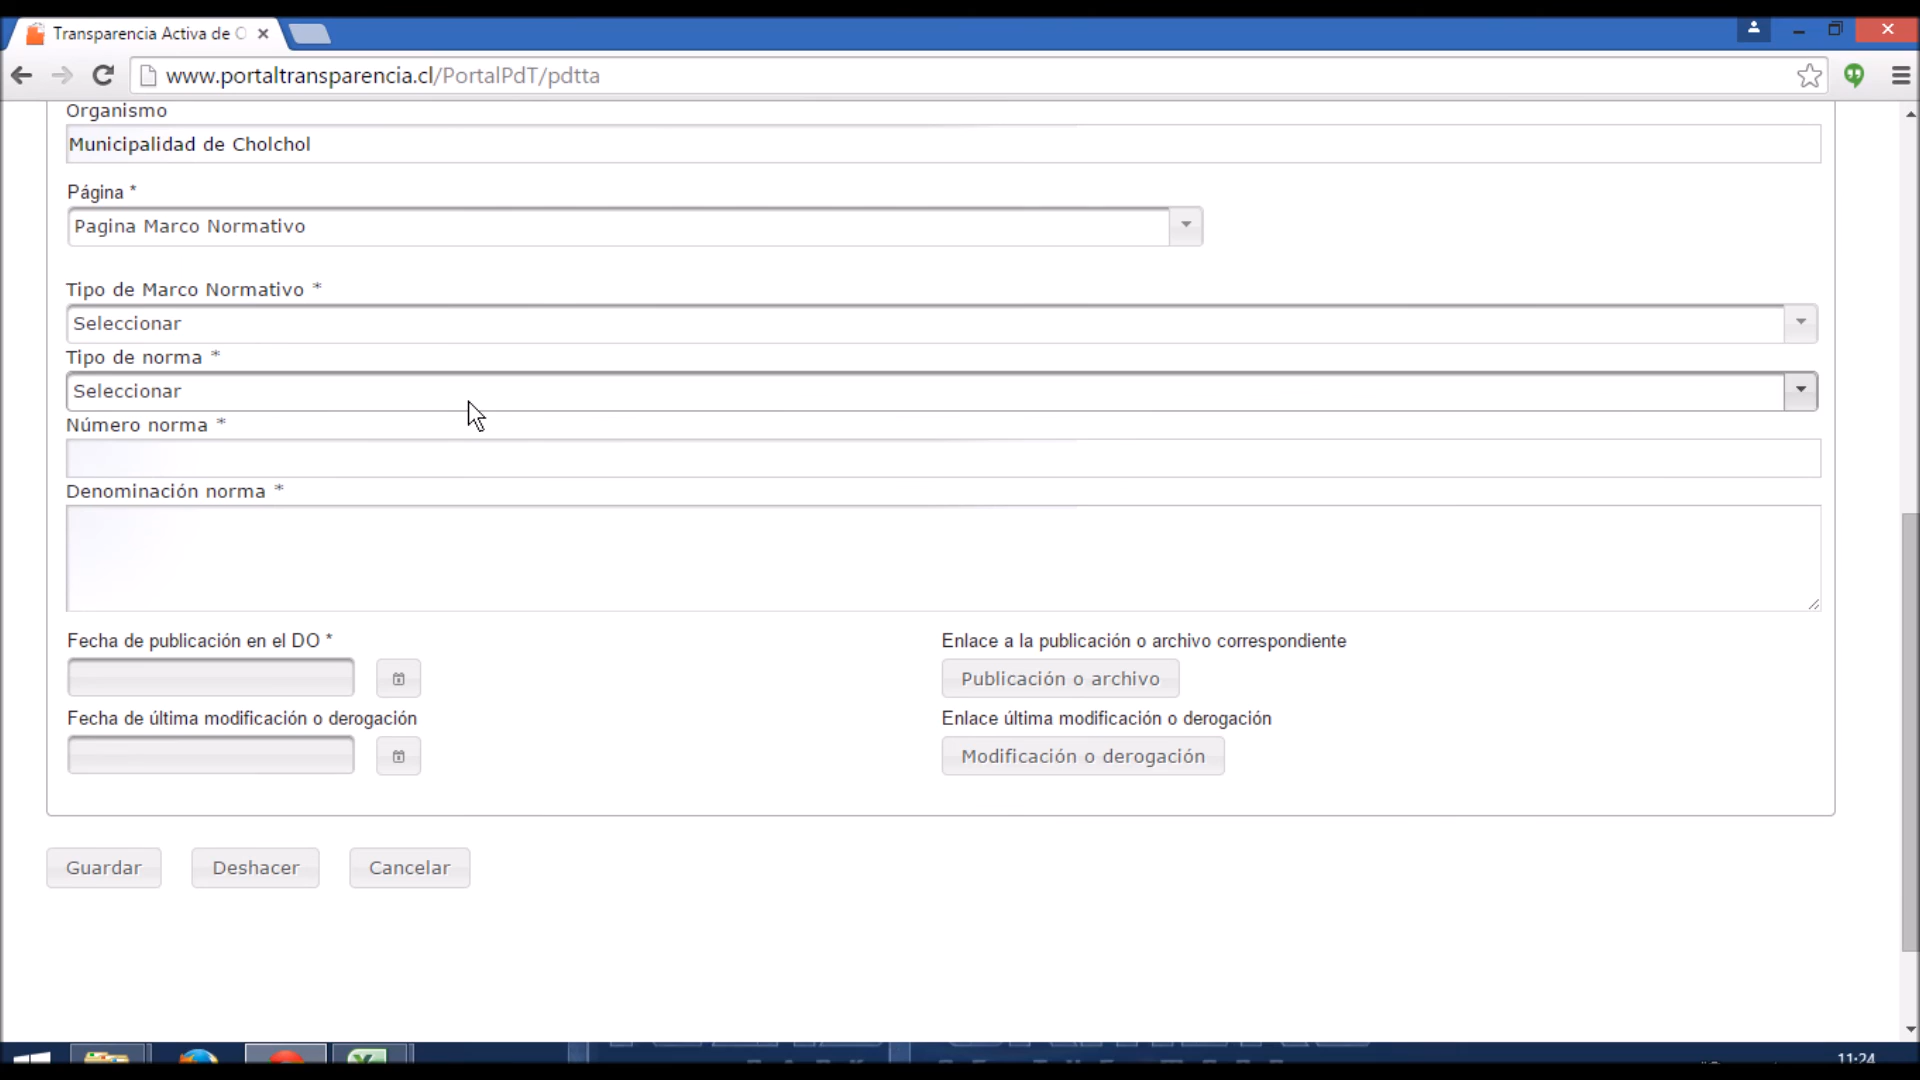 Transparencia Activa de C
www.portaltransparencia.cl/PortalPdT/pdtta
Organismo
Municipalidad de Cholchol
Página *
Pagina Marco Normativo
Tipo de Marco Normativo *
Seleccionar
Tipo de norma *
Seleccionar
Número norma *
Denominación norma *
Fecha de publicación en el DO * Enlace a la publicación o archivo correspondiente
Publicación o archivo
Fecha de última modificación o derogación Enlace última modificación o derogación
Modificación o derogación
Guardar Deshacer Cancelar
11:24